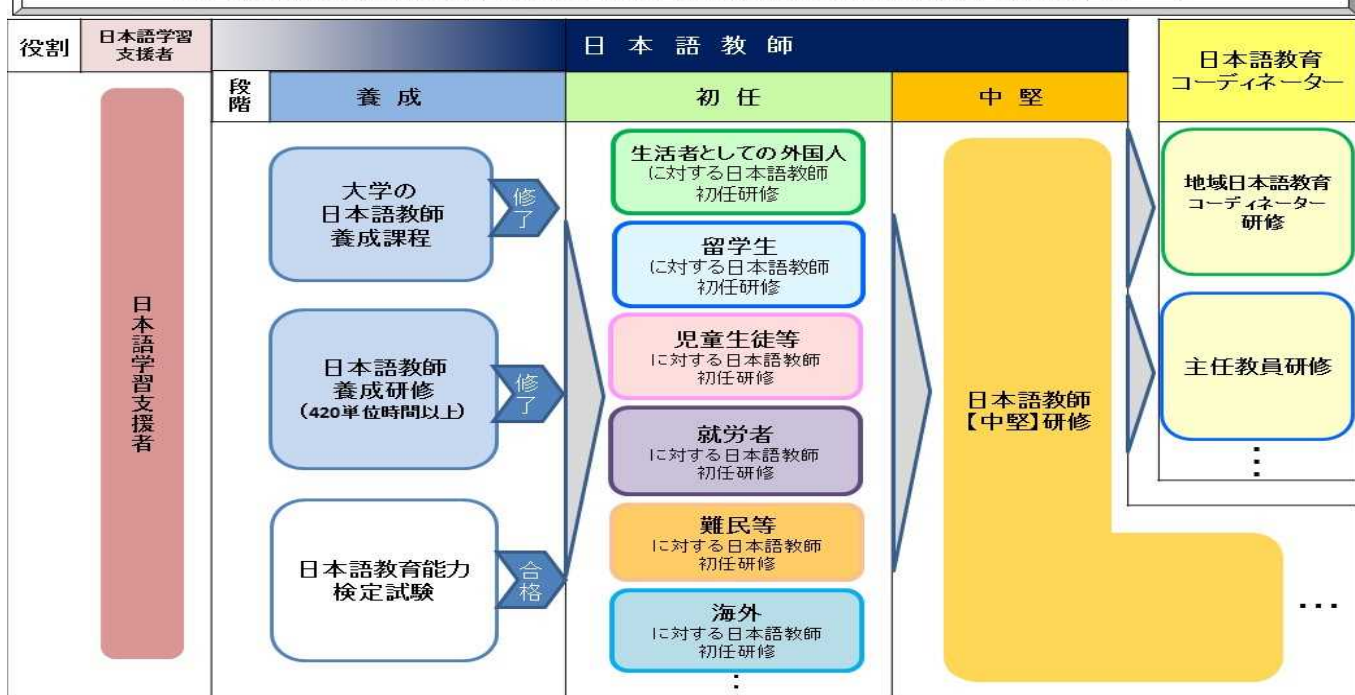 役割
日本語学習
支援者
日本語教師
日本語教育
コーディネーター
段階
養成
初任
中堅
日本語学習支援者
大学の
日本語教師
養成課程
修了
日本語教師
養成研修
(420単位時間以上)
修了
日本語教育能力
検定試験
合格
生活者としての外国人
に対する日本語教師
初任研修
留学生
に対する日本語教師
初任研修
児童生徒等
に対する日本語教師
初任研修
就労者
に対する日本語教師
初任研修
難民等
に対する日本語教師
初任研修
海外
に対する日本語教師
初任研修
⋮
日本語教師
【中堅】研修
地域日本語教育
コーディネーター
研修
主任教員研修
⋮
…